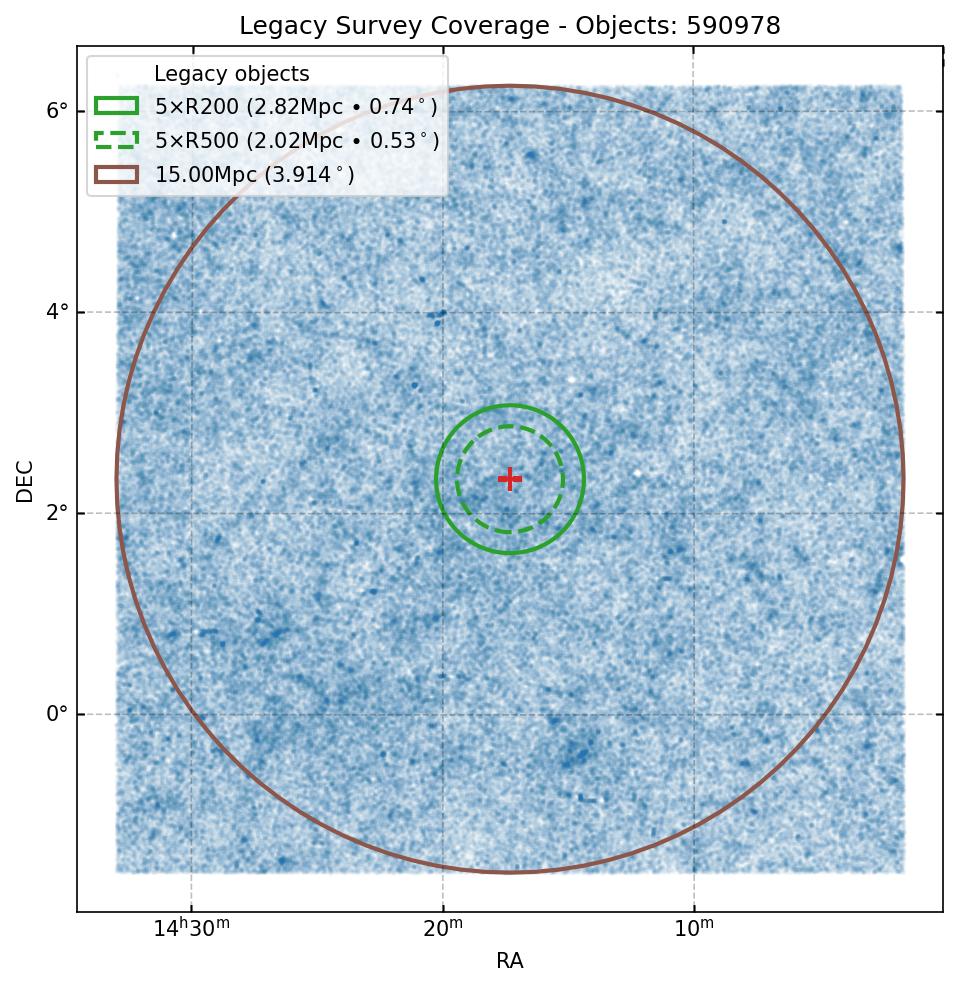 Legacy Survey Coverage - Objects: 590978
Legacy objects
5×R200 (2.82Mpc • 0.74°)
5×R500 (2.02Mpc • 0.53°)
15.00Mpc (3.914°)
6°
4°
2°
0°
DEC
14ʰ30ᵐ 20ᵐ 10ᵐ
RA